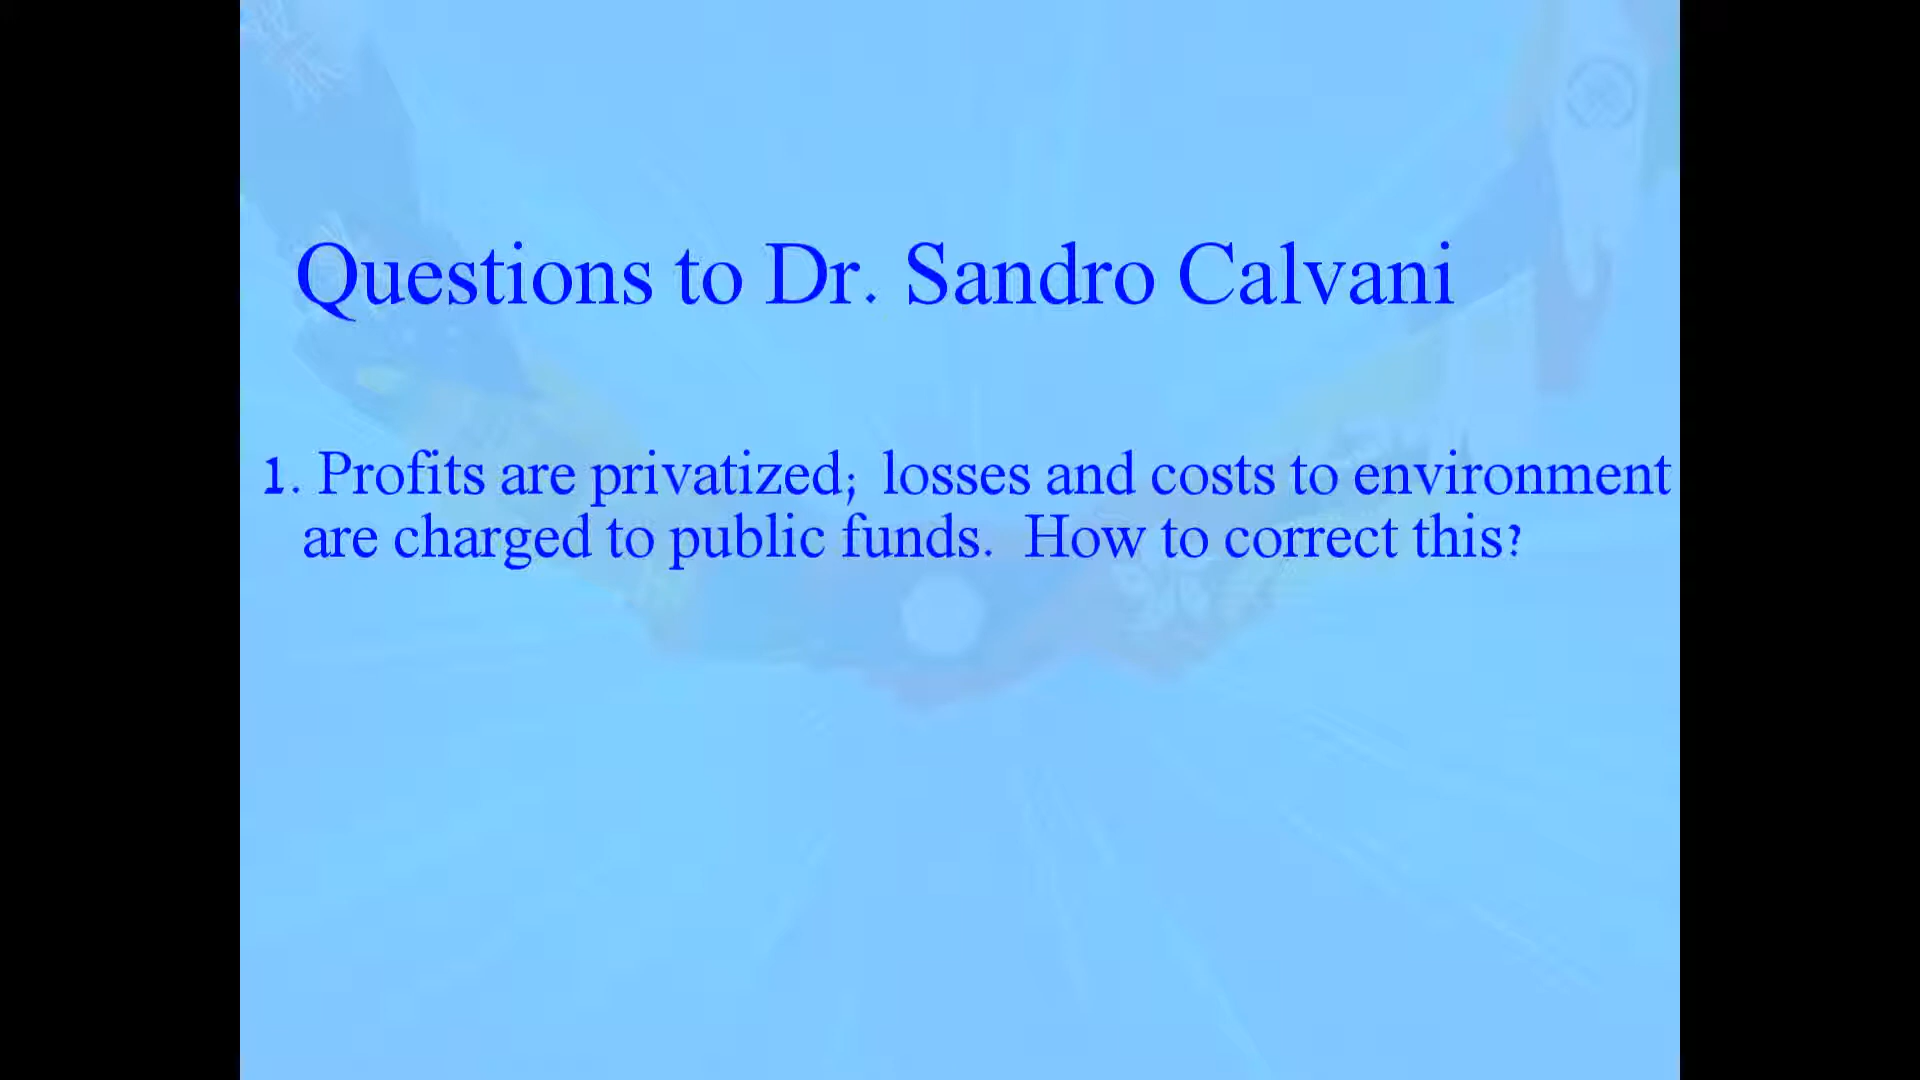 Questions to Dr. Sandro Calvani
1. Profits are privatized; losses and costs to environment
are charged to public funds. How to correct this?